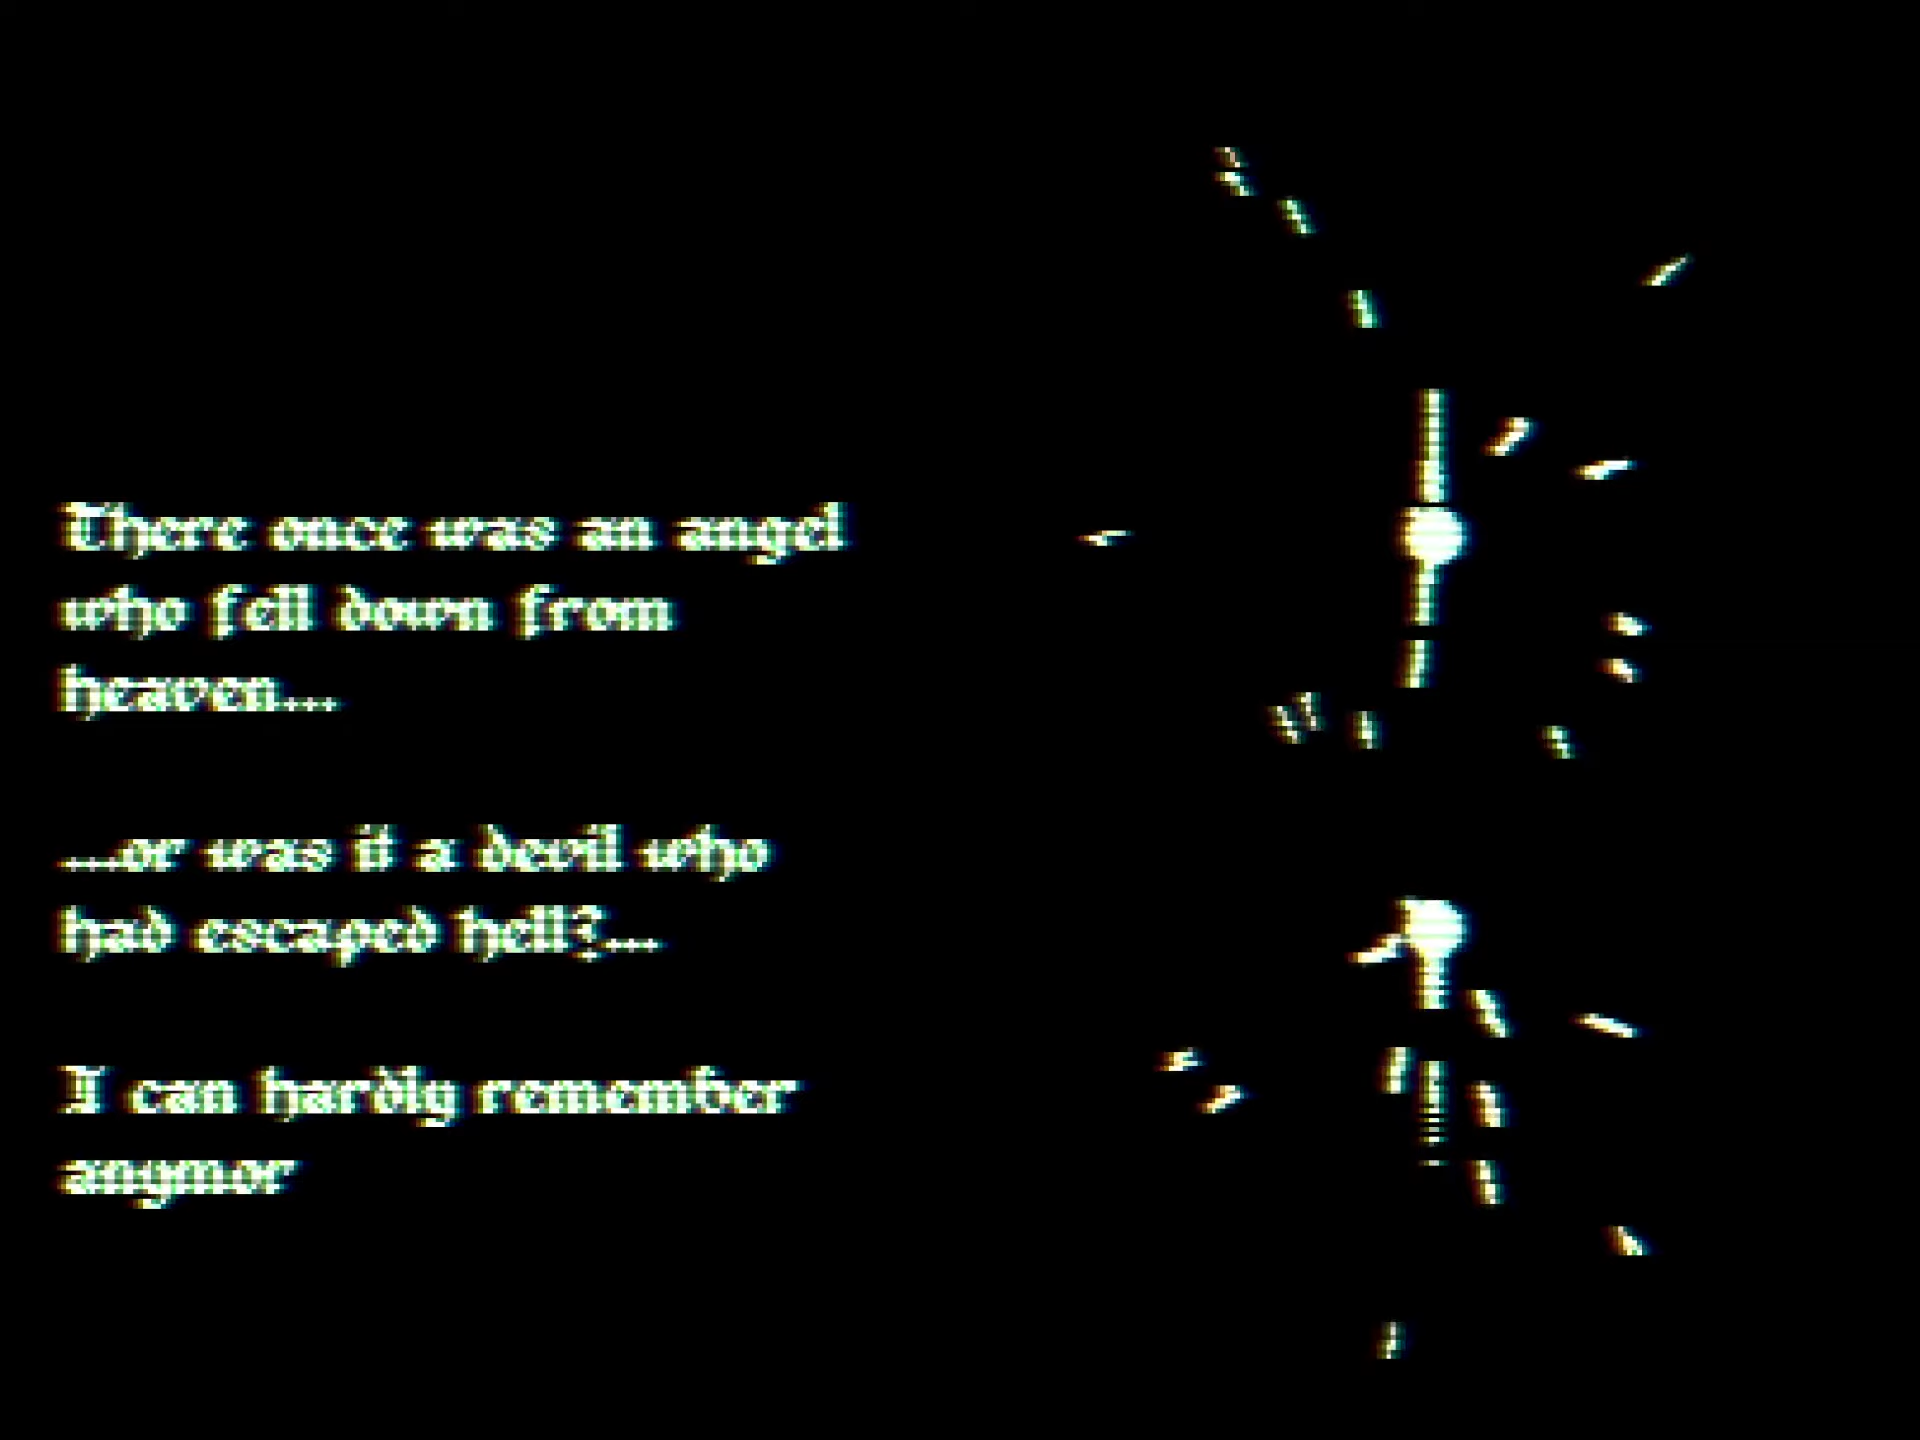 There once was an angel
who fell down from
heaven...
...or was it a devil who
had escaped hell?...
I can hardly remember
anymor